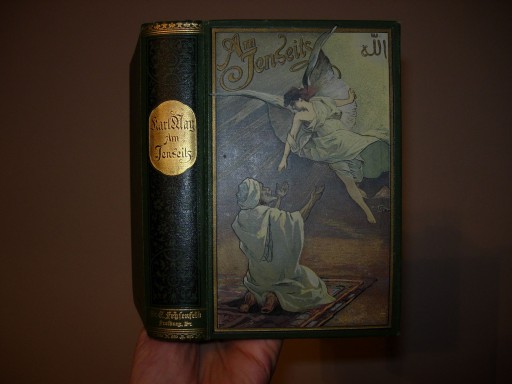 Am
Jenseits
الله
Karl May
Am
Jenseits
F. E. Fehsenfeld
Freiburg, Br.